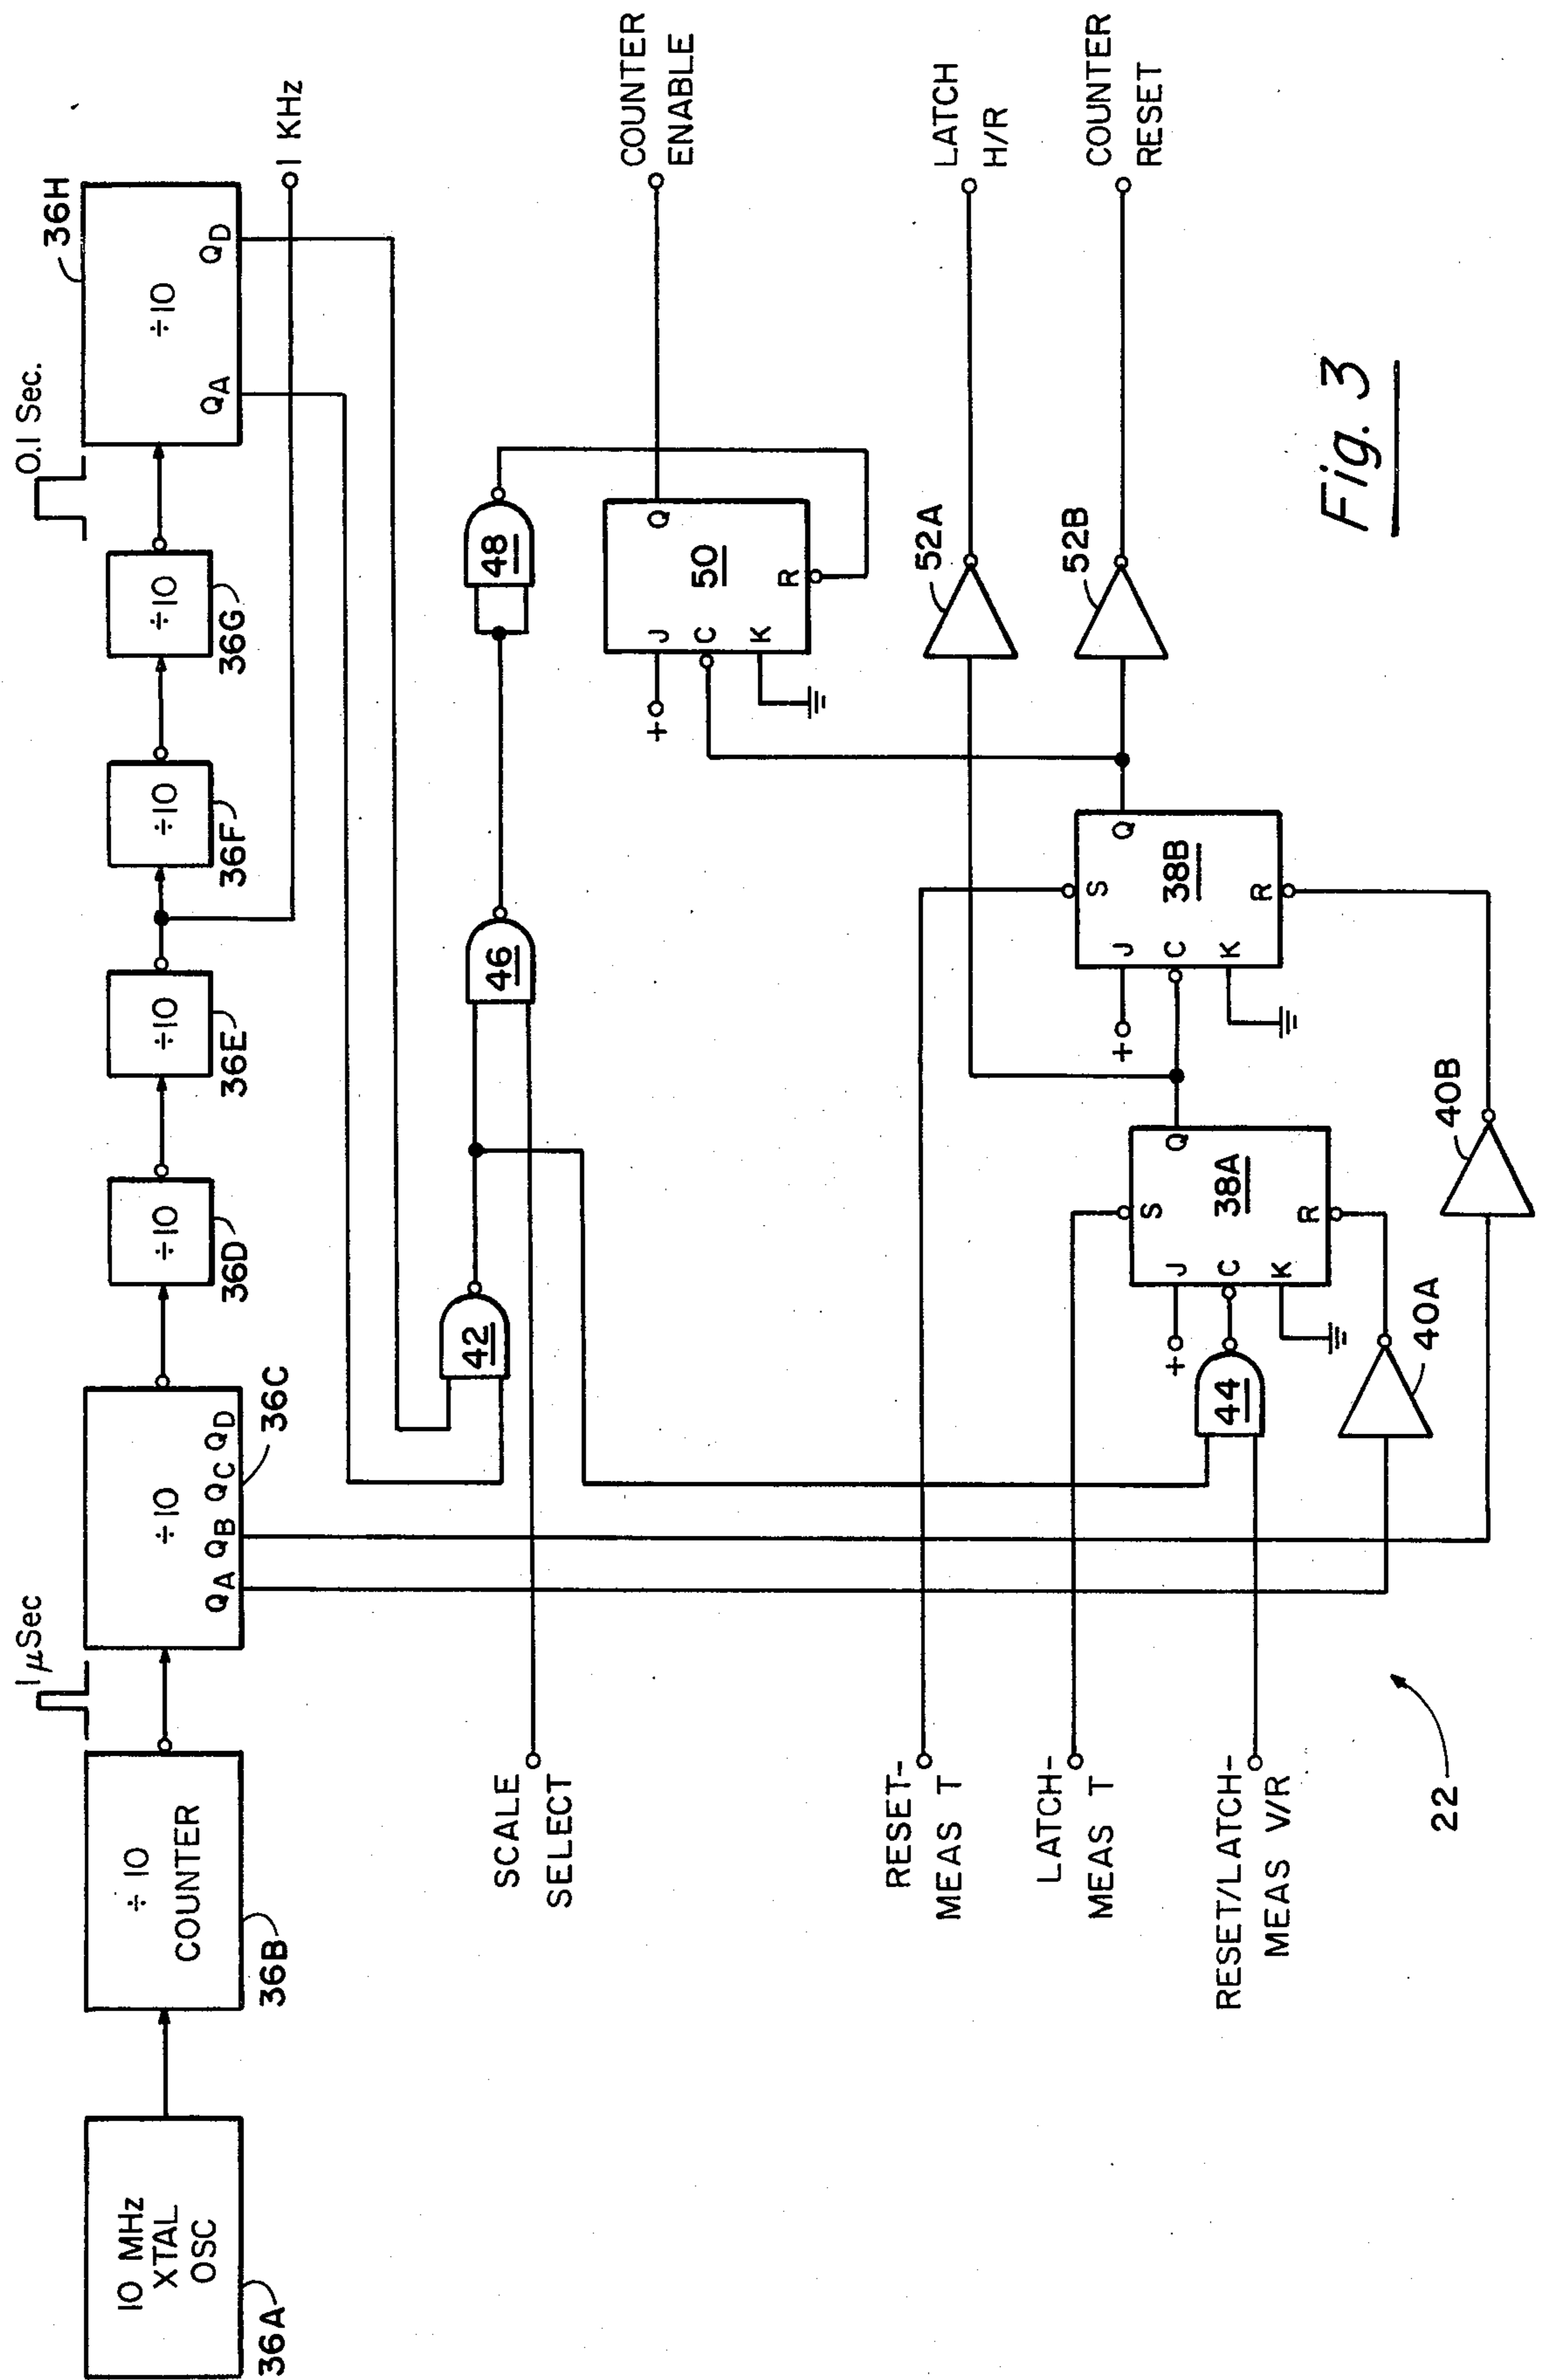 10 MHz
XTAL
OSC
36A
÷ 10
COUNTER
36B
1 μSec
÷10
QA QB QC QD
36C
÷10
36D
÷10
36E
÷10
36F
÷10
36G
0.1 Sec.
÷10
QA QD
36H
1 KHz
SCALE
SELECT
42
46
48
+
J
C
K
Q
R
50
COUNTER
ENABLE
RESET-
MEAS T
LATCH-
MEAS T
RESET/LATCH-
MEAS V/R
44
+
J
C
K
S
Q
R
38A
40A
40B
+
J
C
K
S
Q
R
38B
52A
52B
LATCH
H/R
COUNTER
RESET
22
Fig. 3